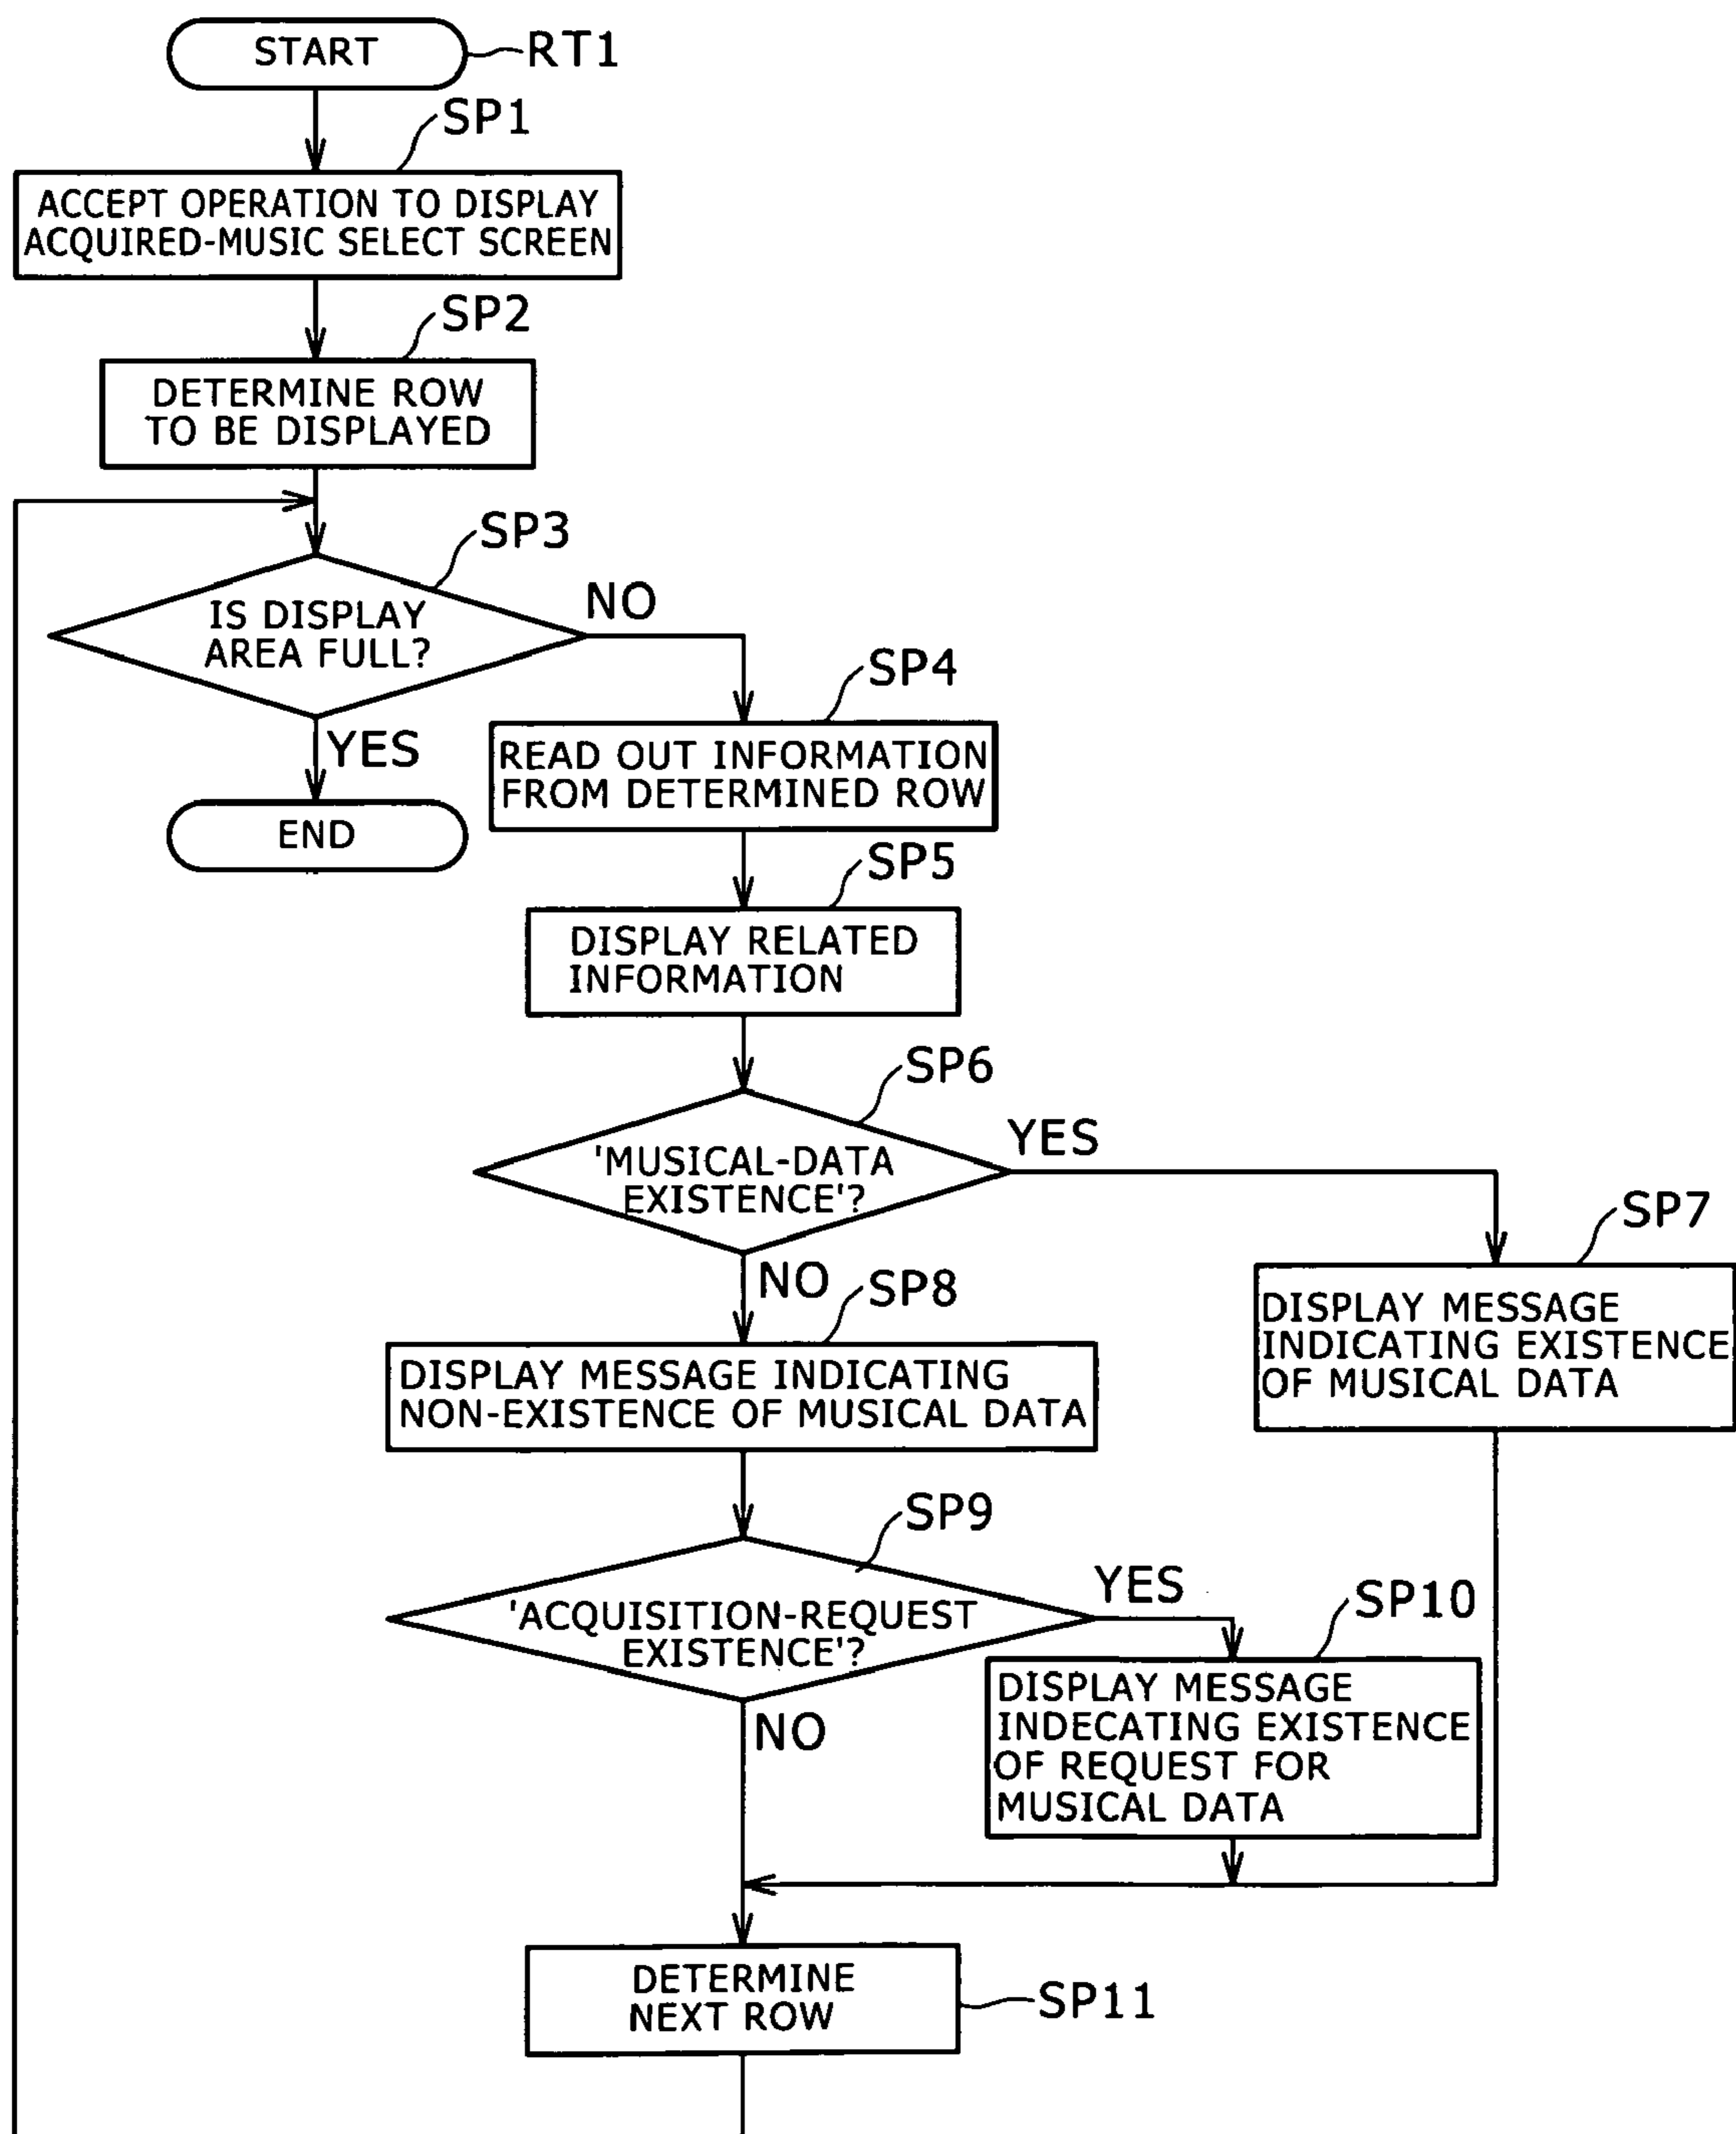 START
RT1
SP1
ACCEPT OPERATION TO DISPLAY
ACQUIRED-MUSIC SELECT SCREEN
SP2
DETERMINE ROW
TO BE DISPLAYED
SP3
IS DISPLAY
AREA FULL?
NO
YES
END
SP4
READ OUT INFORMATION
FROM DETERMINED ROW
SP5
DISPLAY RELATED
INFORMATION
SP6
'MUSICAL-DATA
EXISTENCE'?
YES
NO
SP7
DISPLAY MESSAGE
INDICATING EXISTENCE
OF MUSICAL DATA
SP8
DISPLAY MESSAGE INDICATING
NON-EXISTENCE OF MUSICAL DATA
SP9
'ACQUISITION-REQUEST
EXISTENCE'?
YES
NO
SP10
DISPLAY MESSAGE
INDECATING EXISTENCE
OF REQUEST FOR
MUSICAL DATA
DETERMINE
NEXT ROW
SP11